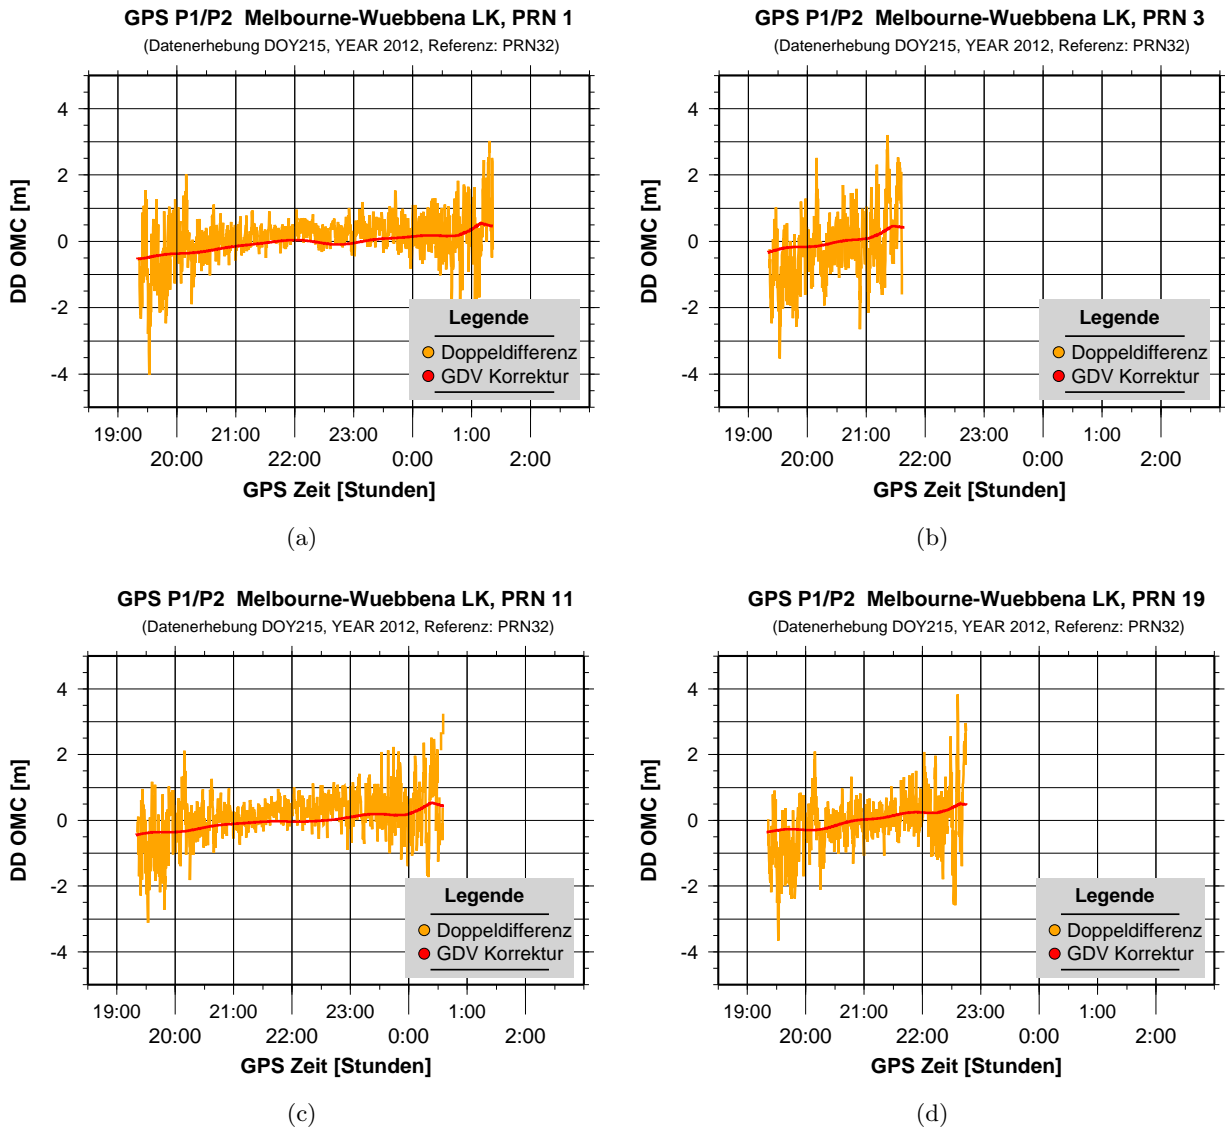 GPS P1/P2 Melbourne-Wuebbena LK, PRN 1
(Datenerhebung DOY215, YEAR 2012, Referenz: PRN32)
DD OMC [m]
4
2
0
-2
-4
Legende
Doppeldifferenz
GDV Korrektur
19:00 21:00 23:00 1:00
20:00 22:00 0:00 2:00
GPS Zeit [Stunden]
(a)
GPS P1/P2 Melbourne-Wuebbena LK, PRN 3
(Datenerhebung DOY215, YEAR 2012, Referenz: PRN32)
DD OMC [m]
4
2
0
-2
-4
Legende
Doppeldifferenz
GDV Korrektur
19:00 21:00 23:00 1:00
20:00 22:00 0:00 2:00
GPS Zeit [Stunden]
(b)
GPS P1/P2 Melbourne-Wuebbena LK, PRN 11
(Datenerhebung DOY215, YEAR 2012, Referenz: PRN32)
DD OMC [m]
4
2
0
-2
-4
Legende
Doppeldifferenz
GDV Korrektur
19:00 21:00 23:00 1:00
20:00 22:00 0:00 2:00
GPS Zeit [Stunden]
(c)
GPS P1/P2 Melbourne-Wuebbena LK, PRN 19
(Datenerhebung DOY215, YEAR 2012, Referenz: PRN32)
DD OMC [m]
4
2
0
-2
-4
Legende
Doppeldifferenz
GDV Korrektur
19:00 21:00 23:00 1:00
20:00 22:00 0:00 2:00
GPS Zeit [Stunden]
(d)